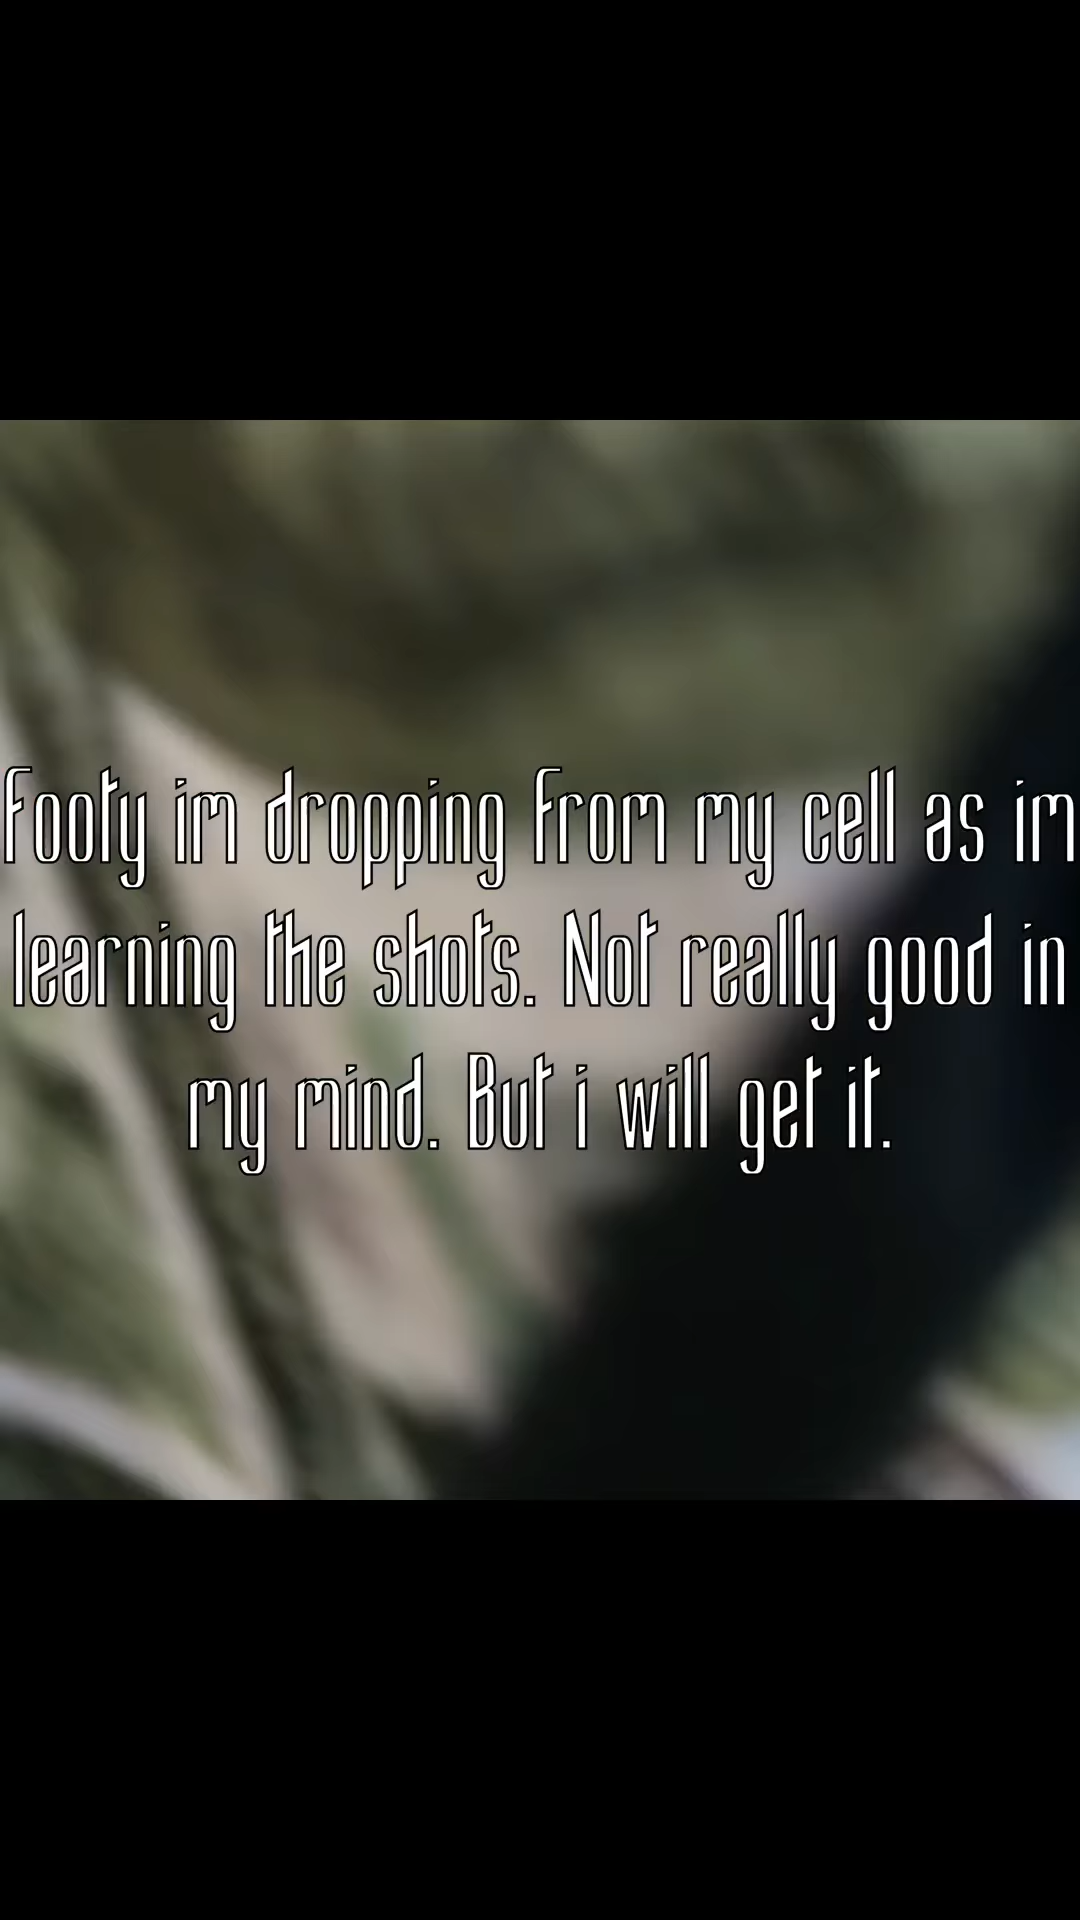 Footy im dropping from my cell as im
learning the shots. Not really good in
my mind. But i will get it.